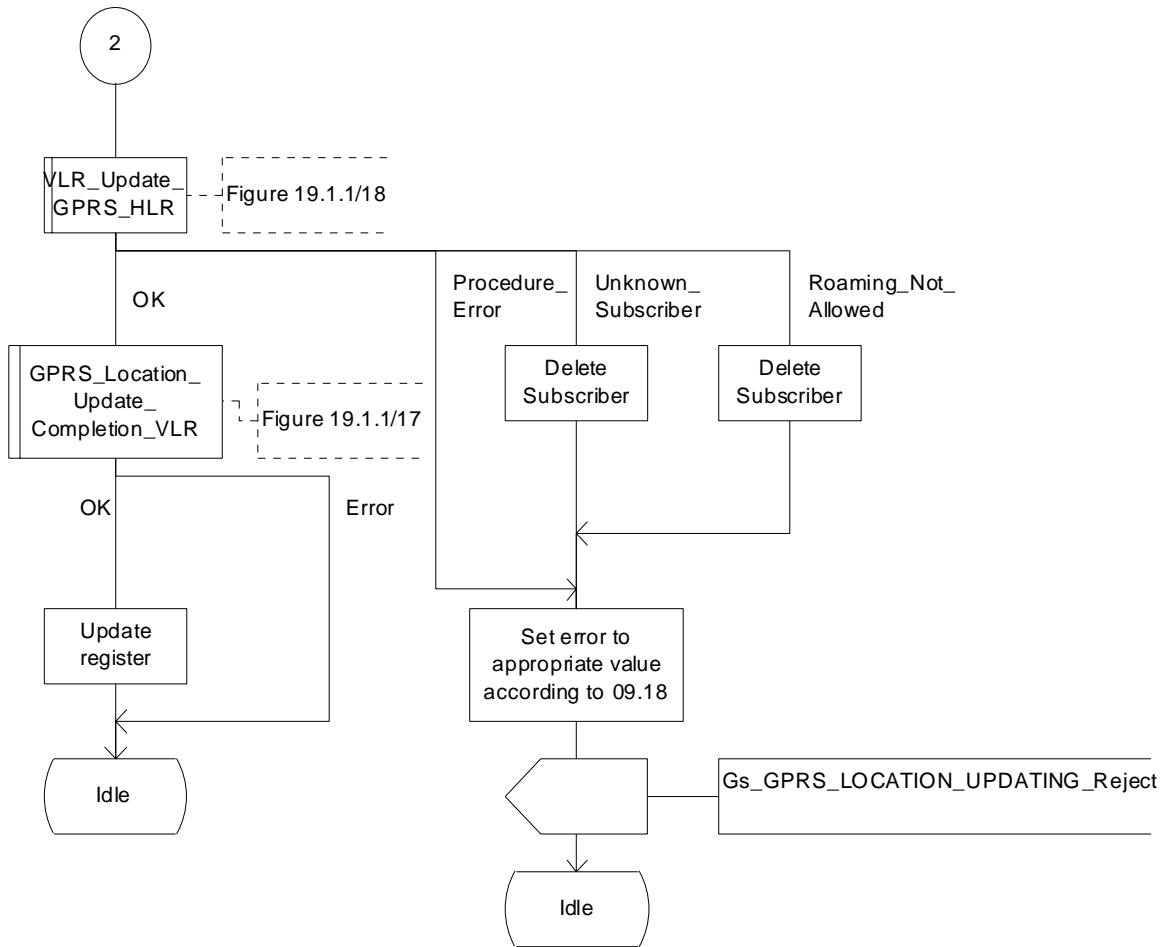 2
VLR_Update_
GPRS_HLR
Figure 19.1.1/18
OK
Procedure_
Error
Unknown_
Subscriber
Roaming_Not_
Allowed
GPRS_Location_
Update_
Completion_VLR
Figure 19.1.1/17
Delete
Subscriber
Delete
Subscriber
OK
Error
Update
register
Set error to
appropriate value
according to 09.18
Idle
Gs_GPRS_LOCATION_UPDATING_Reject
Idle